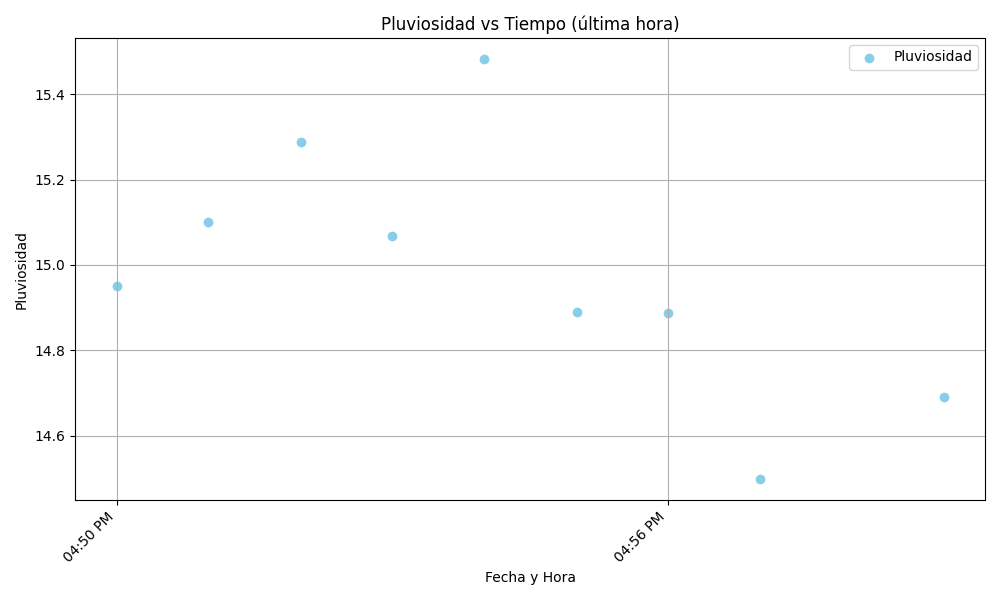 Pluviosidad vs Tiempo (última hora)
Pluviosidad
15.4
15.2
15.0
14.8
14.6
Pluviosidad
04:50 PM
04:56 PM
Fecha y Hora